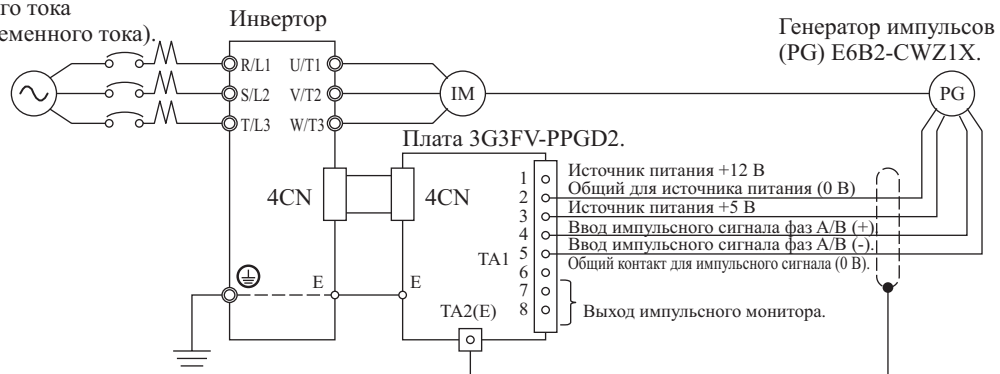 го тока
еменного тока).
Инвертор
Генератор импульсов
(PG) E6B2-CWZ1X.
R/L1 U/T1
S/L2 V/T2
T/L3 W/T3
IM
PG
Плата 3G3FV-PPGD2.
4CN
4CN
1 Источник питания +12 В
2 Общий для источника питания (0 В)
3 Источник питания +5 В
4 Ввод импульсного сигнала фаз А/В (+).
5 Ввод импульсного сигнала фаз А/В (-).
TA1
6 Общий контакт для импульсного сигнала (0 В).
7
8
Выход импульсного монитора.
E
E
TA2(E)